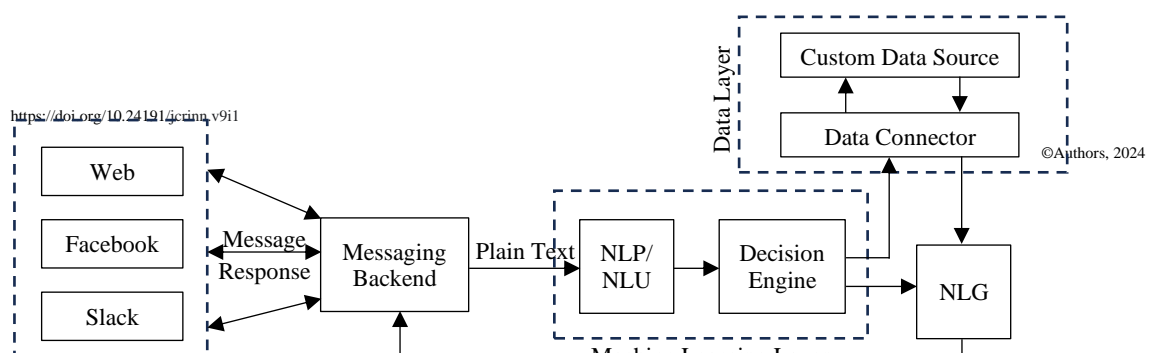 Custom Data Source
Data Layer
Data Connector
https://doi.org/10.24191/jcrinn.v9i1
©Authors, 2024
Web
Facebook
Slack
Message
Response
Messaging
Backend
Plain Text
NLP/
NLU
Decision
Engine
NLG